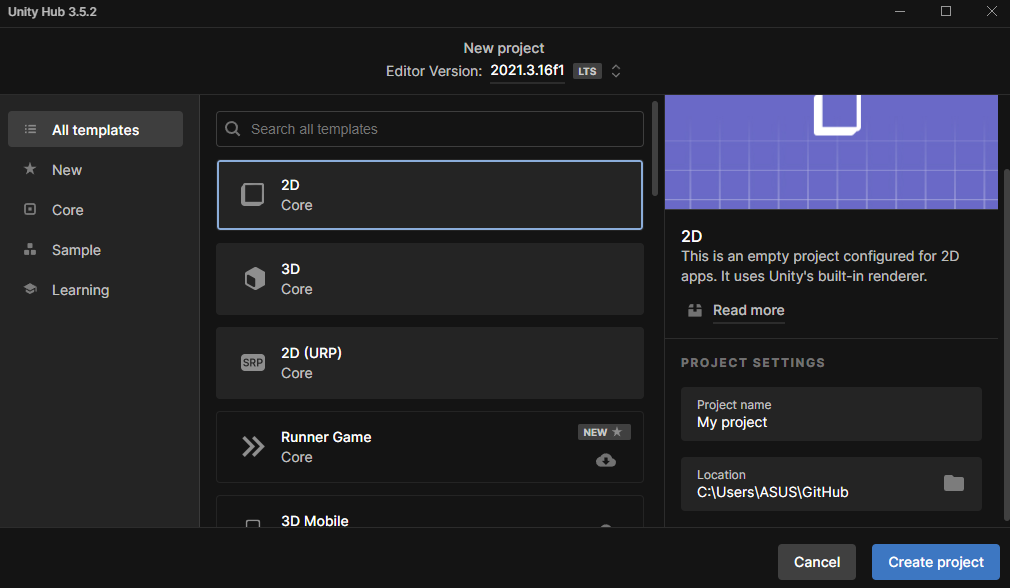 Unity Hub 3.5.2
New project
Editor Version: 2021.3.16f1 LTS
All templates
New
Core
Sample
Learning
Search all templates
2D
Core
3D
Core
SRP
2D (URP)
Core
Runner Game
Core
NEW
3D Mobile
2D
This is an empty project configured for 2D
apps. It uses Unity's built-in renderer.
Read more
PROJECT SETTINGS
Project name
My project
Location
C:\Users\ASUS\GitHub
Cancel
Create project